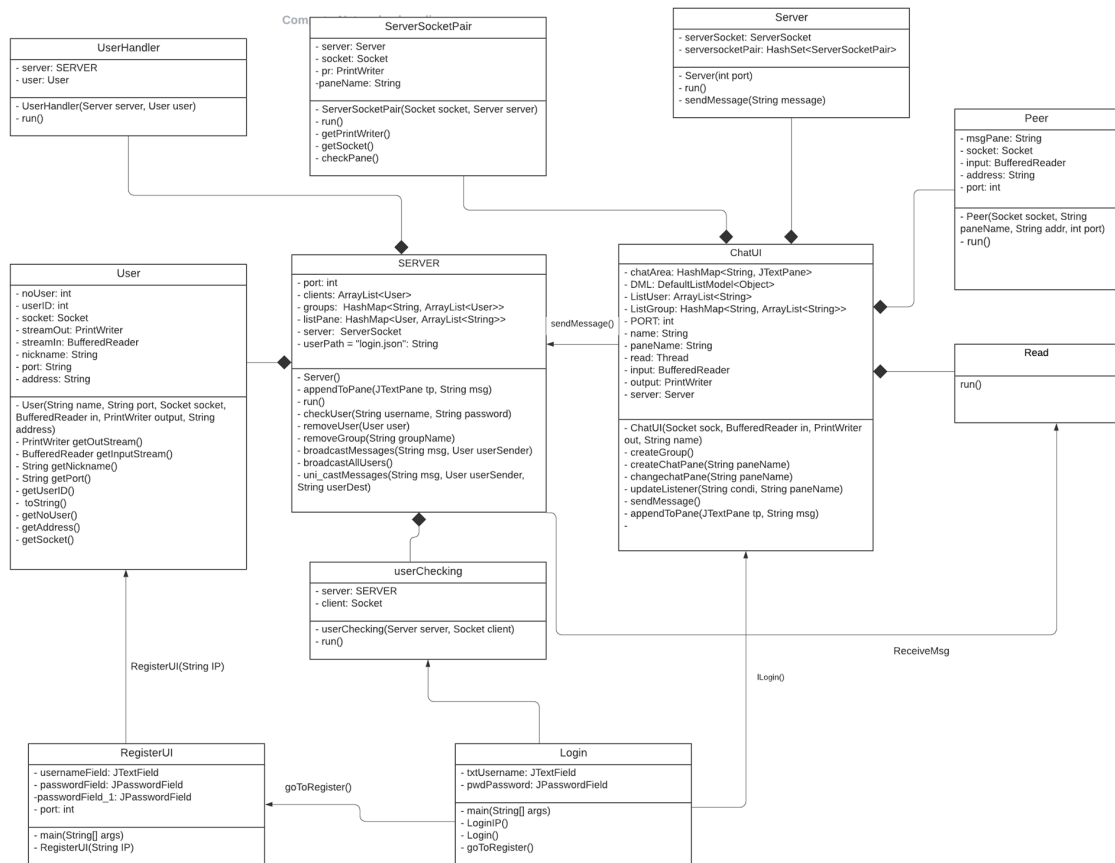 Com
UserHandler
- server: SERVER
- user: User
- UserHandler(Server server, User user)
- run()
ServerSocketPair
- server: Server
- socket: Socket
- pr: PrintWriter
-paneName: String
- ServerSocketPair(Socket socket, Server server)
- run()
- getPrintWriter()
- getSocket()
- checkPane()
Server
- serverSocket: ServerSocket
- serversocketPair: HashSet<ServerSocketPair>
- Server(int port)
- run()
- sendMessage(String message)
Peer
- msgPane: String
- socket: Socket
- input: BufferedReader
- address: String
- port: int
- Peer(Socket socket, String
paneName, String addr, int port)
- run()
User
- noUser: int
- userID: int
- socket: Socket
- streamOut: PrintWriter
- streamIn: BufferedReader
- nickname: String
- port: String
- address: String
- User(String name, String port, Socket socket,
BufferedReader in, PrintWriter output, String
address)
- PrintWriter getOutStream()
- BufferedReader getInputStream()
- String getNickname()
- String getPort()
- getUserID()
- toString()
- getNoUser()
- getAddress()
- getSocket()
SERVER
- port: int
- clients: ArrayList<User>
- groups: HashMap<String, ArrayList<User>>
- listPane: HashMap<User, ArrayList<String>>
- server: ServerSocket
- userPath = "login.json": String
- Server()
- appendToPane(JTextPane tp, String msg)
- run()
- checkUser(String username, String password)
- removeUser(User user)
- removeGroup(String groupName)
- broadcastMessages(String msg, User userSender)
- broadcastAllUsers()
- uni_castMessages(String msg, User userSender,
String userDest)
sendMessage()
ChatUI
- chatArea: HashMap<String, JTextPane>
- DML: DefaultListModel<Object>
- ListUser: ArrayList<String>
- ListGroup: HashMap<String, ArrayList<String>>
- PORT: int
- name: String
- paneName: String
- read: Thread
- input: BufferedReader
- output: PrintWriter
- server: Server
- ChatUI(Socket sock, BufferedReader in, PrintWriter
out, String name)
- createGroup()
- createChatPane(String paneName)
- changechatPane(String paneName)
- updateListener(String condi, String paneName)
- sendMessage()
- appendToPane(JTextPane tp, String msg)
-
Read
run()
userChecking
- server: SERVER
- client: Socket
- userChecking(Server server, Socket client)
- run()
ReceiveMsg
RegisterUI(String IP)
lLogin()
RegisterUI
- usernameField: JTextField
- passwordField: JPasswordField
-passwordField_1: JPasswordField
- port: int
- main(String[] args)
- RegisterUI(String IP)
goToRegister()
Login
- txtUsername: JTextField
- pwdPassword: JPasswordField
- main(String[] args)
- LoginIP()
- Login()
- goToRegister()